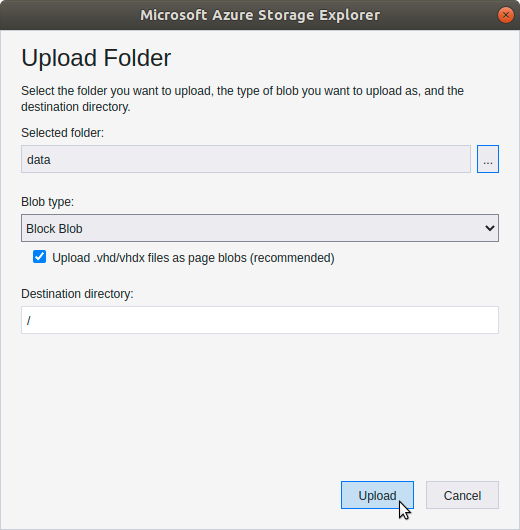 Microsoft Azure Storage Explorer
Upload Folder
Select the folder you want to upload, the type of blob you want to upload as, and the
destination directory.
Selected folder:
data
...
Blob type:
Block Blob
Upload .vhd/vhdx files as page blobs (recommended)
Destination directory:
/
Upload
Cancel